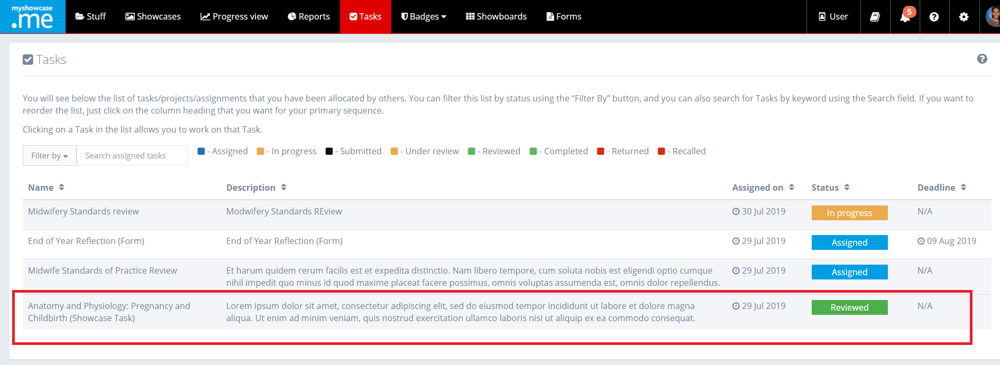 myshowcase
.me
Stuff Showcases Progress view Reports Tasks Badges Showboards Forms User 5
Tasks
You will see below the list of tasks/projects/assignments that you have been allocated by others. You can filter this list by status using the “Filter By” button, and you can also search for Tasks by keyword using the Search field. If you want to
reorder the list, just click on the column heading that you want for your primary sequence.
Clicking on a Task in the list allows you to work on that Task.
Filter by Search assigned tasks - Assigned - In progress - Submitted - Under review - Reviewed - Completed - Returned - Recalled
Name Description Assigned on Status Deadline
Midwifery Standards review Modwifery Standards REview 30 Jul 2019 In progress N/A
End of Year Reflection (Form) End of Year Reflection (Form) 29 Jul 2019 Assigned 09 Aug 2019
Midwife Standards of Practice Review Et harum quidem rerum facilis est et expedita distinctio. Nam libero tempore, cum soluta nobis est eligendi optio cumque 29 Jul 2019 Assigned N/A
nihil impedit quo minus id quod maxime placeat facere possimus, omnis voluptas assumenda est, omnis dolor repellendus.
Anatomy and Physiology: Pregnancy and Lorem ipsum dolor sit amet, consectetur adipiscing elit, sed do eiusmod tempor incididunt ut labore et dolore magna 29 Jul 2019 Reviewed N/A
Childbirth (Showcase Task) aliqua. Ut enim ad minim veniam, quis nostrud exercitation ullamco laboris nisi ut aliquip ex ea commodo consequat.